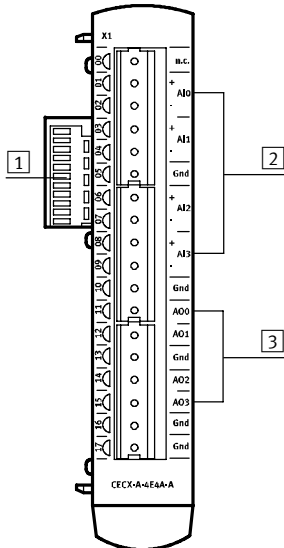 X1
00 n.c.
01 + AI0
02 -
03 + AI1
04 -
05 Gnd
06 + AI2
07 -
08 + AI3
09 -
10 Gnd
11 AO0
12 AO1
13 Gnd
14 AO2
15 AO3
16 Gnd
17 Gnd
CECX-A-4E4A-A
1
2
3